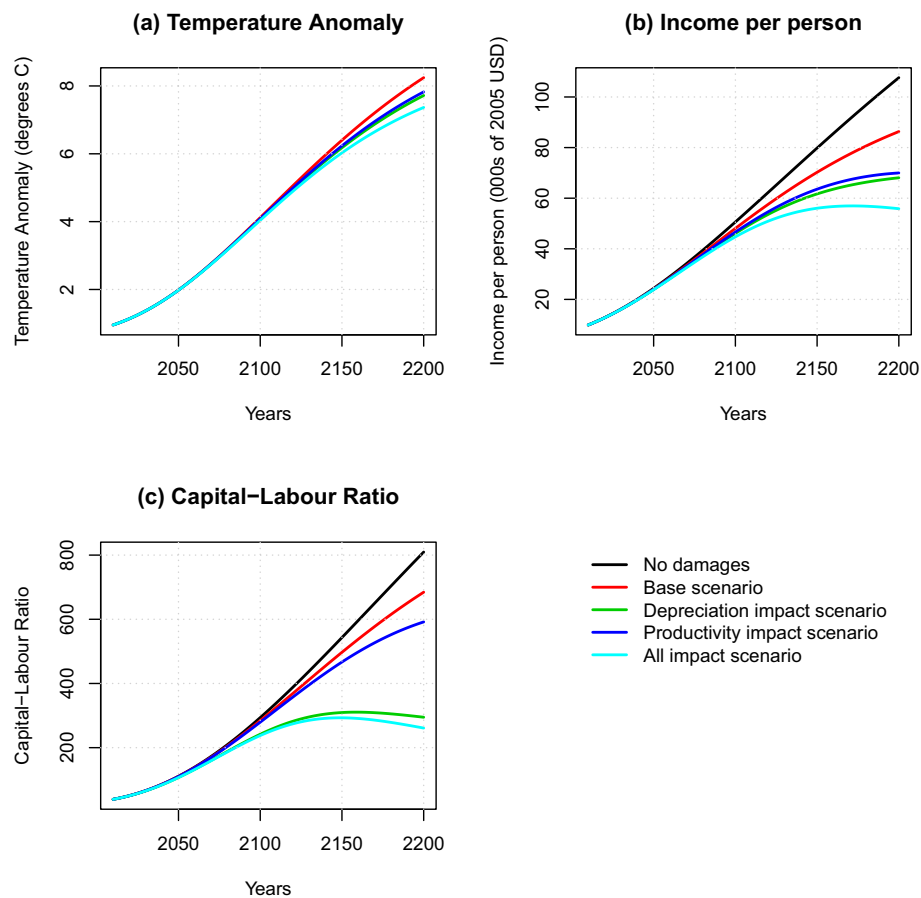 (a) Temperature Anomaly
Temperature Anomaly (degrees C)
8
6
4
2
2050 2100 2150 2200
Years
(b) Income per person
Income per person (000s of 2005 USD)
100
80
60
40
20
2050 2100 2150 2200
Years
(c) Capital−Labour Ratio
Capital−Labour Ratio
800
600
400
200
2050 2100 2150 2200
Years
No damages
Base scenario
Depreciation impact scenario
Productivity impact scenario
All impact scenario